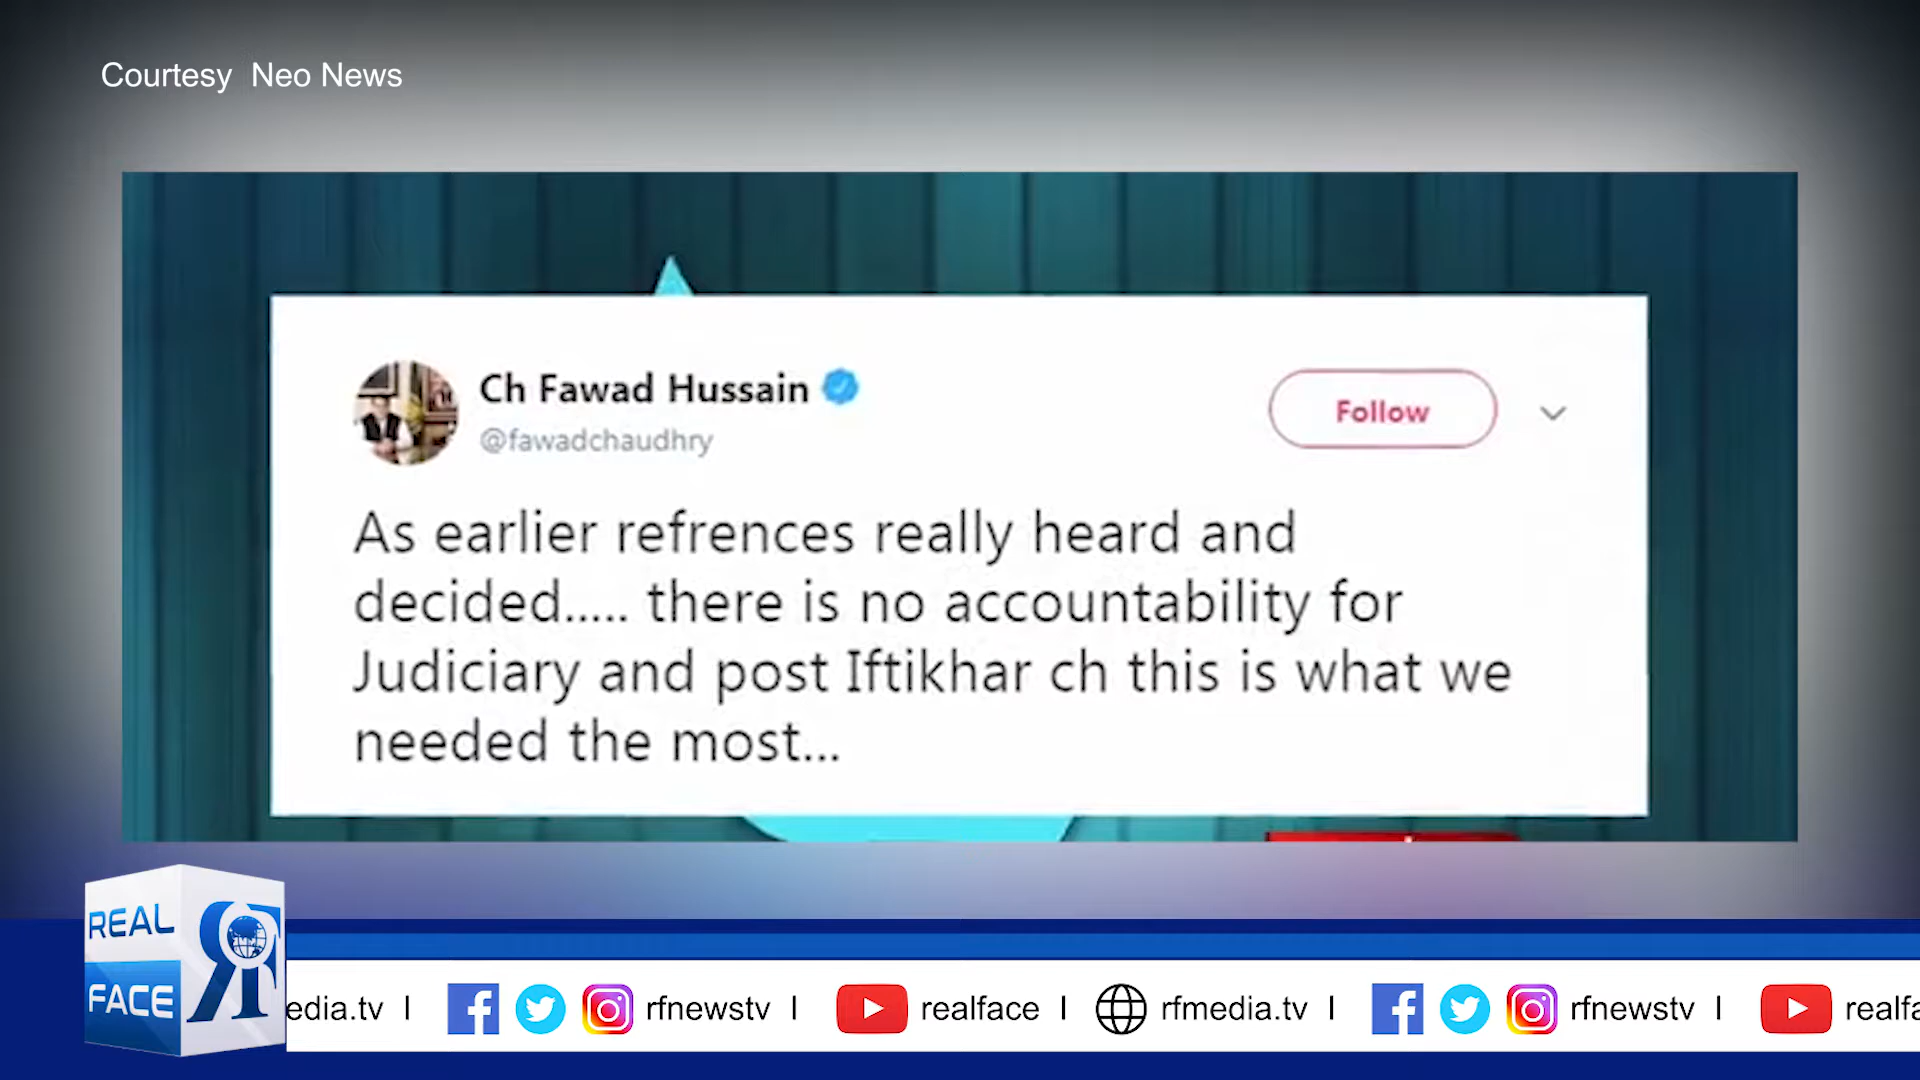 Courtesy Neo News
Ch Fawad Hussain
@fawadchaudhry
Follow
As earlier refrences really heard and
decided..... there is no accountability for
Judiciary and post Iftikhar ch this is what we
needed the most...
REAL
FACE
edia.tv I rfnewstv I realface I rfmedia.tv I rfnewstv I realfa